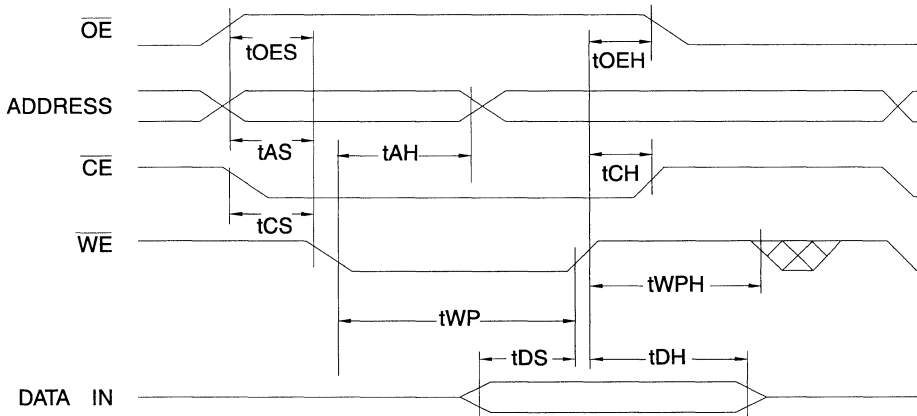 OE
tOES
tOEH
ADDRESS
tAS
tAH
CE
tCH
tCS
WE
tWPH
tWP
tDS
tDH
DATA IN